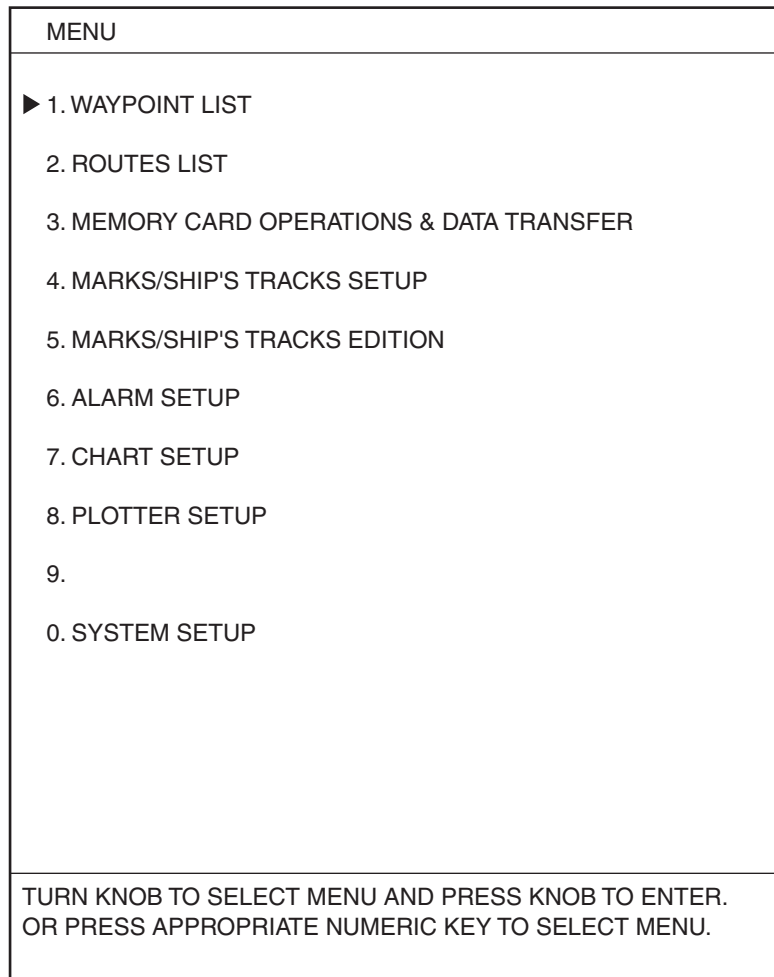 MENU
▶ 1. WAYPOINT LIST
2. ROUTES LIST
3. MEMORY CARD OPERATIONS & DATA TRANSFER
4. MARKS/SHIP'S TRACKS SETUP
5. MARKS/SHIP'S TRACKS EDITION
6. ALARM SETUP
7. CHART SETUP
8. PLOTTER SETUP
9.
0. SYSTEM SETUP
TURN KNOB TO SELECT MENU AND PRESS KNOB TO ENTER.
OR PRESS APPROPRIATE NUMERIC KEY TO SELECT MENU.